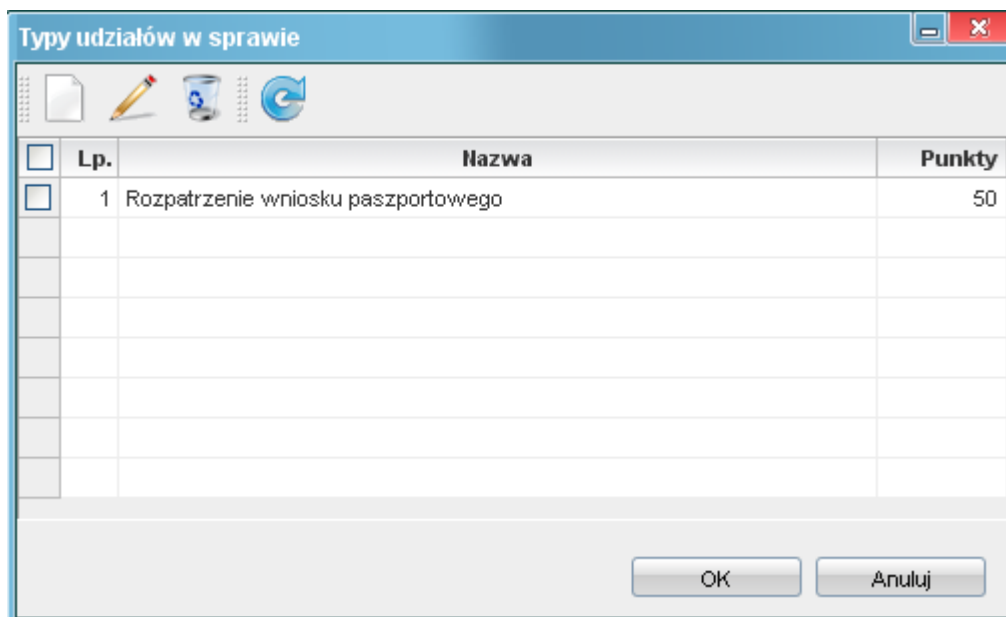 Typy udziałów w sprawie
Lp. Nazwa Punkty
1 Rozpatrzenie wniosku paszportowego 50
OK Anuluj